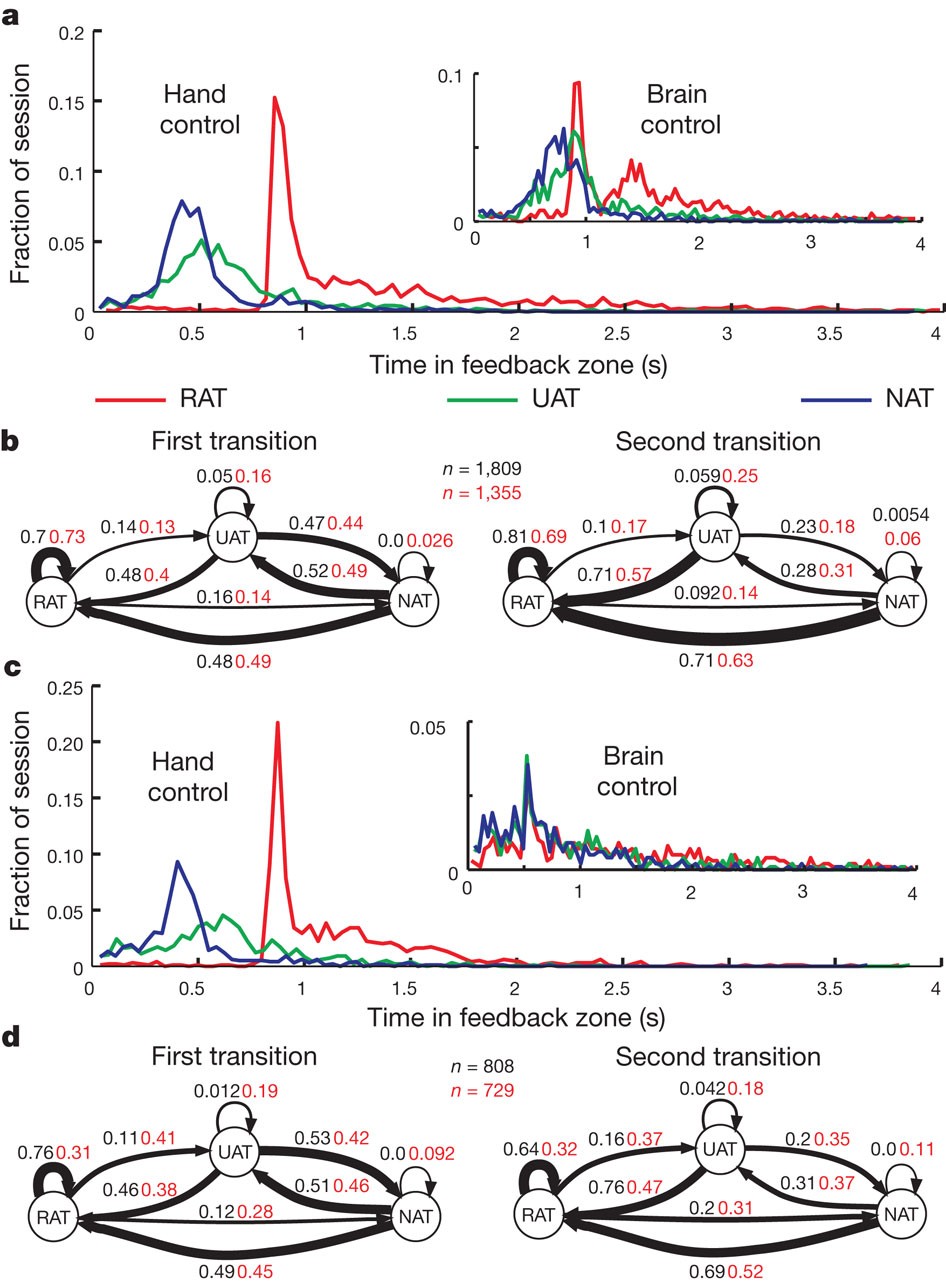 a
0.2
0.15
0.1
0.05
0
Fraction of session
Hand
control
0.1
0
Brain
control
0 1 2 3 4
0 0.5 1 1.5 2 2.5 3 3.5 4
Time in feedback zone (s)
RAT UAT NAT
b
First transition
n = 1,809
n = 1,355
Second transition
0.05 0.16
0.7 0.73
0.14 0.13
0.47 0.44
0.0 0.026
UAT
0.48 0.4
0.52 0.49
RAT
0.16 0.14
NAT
0.48 0.49
0.059 0.25
0.81 0.69
0.1 0.17
0.23 0.18
0.0054
0.06
UAT
0.71 0.57
0.28 0.31
RAT
0.092 0.14
NAT
0.71 0.63
c
0.25
0.20
0.15
0.10
0.05
0
Fraction of session
Hand
control
0.05
0
Brain
control
0 1 2 3 4
0 0.5 1 1.5 2 2.5 3 3.5 4
Time in feedback zone (s)
d
First transition
n = 808
n = 729
Second transition
0.012 0.19
0.76 0.31
0.11 0.41
0.53 0.42
0.0 0.092
UAT
0.46 0.38
0.51 0.46
RAT
0.12 0.28
NAT
0.49 0.45
0.042 0.18
0.64 0.32
0.16 0.37
0.2 0.35
0.0 0.11
UAT
0.76 0.47
0.31 0.37
RAT
0.2 0.31
NAT
0.69 0.52